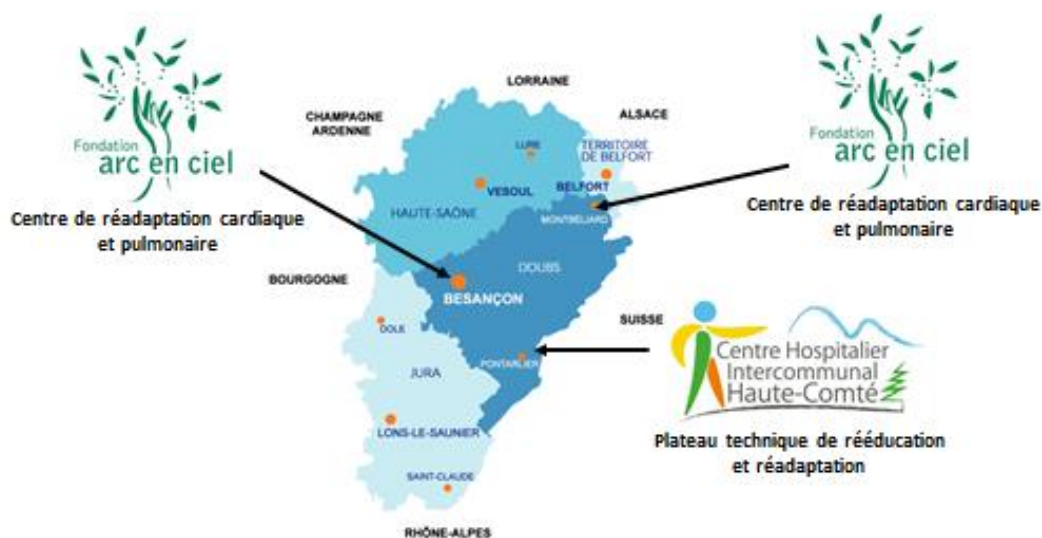 Fondation
arc en ciel
Centre de réadaptation cardiaque
et pulmonaire
Fondation
arc en ciel
Centre de réadaptation cardiaque
et pulmonaire
LORRAINE
CHAMPAGNE
ARDENNE
ALSACE
LURE
TERRITOIRE
DE BELFORT
VESOUL
BELFORT
HAUTE-SAÔNE
MONTBÉLIARD
DOUBS
BOURGOGNE
BESANÇON
SUISSE
DOLE
PONTARLIER
JURA
LONS-LE-SAUNIER
SAINT-CLAUDE
RHÔNE-ALPES
Centre Hospitalier
Intercommunal
Haute-Comté
Plateau technique de rééducation
et réadaptation